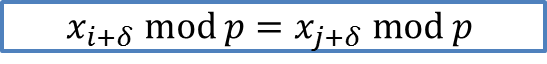 x_{i+δ} mod p = x_{j+δ} mod p